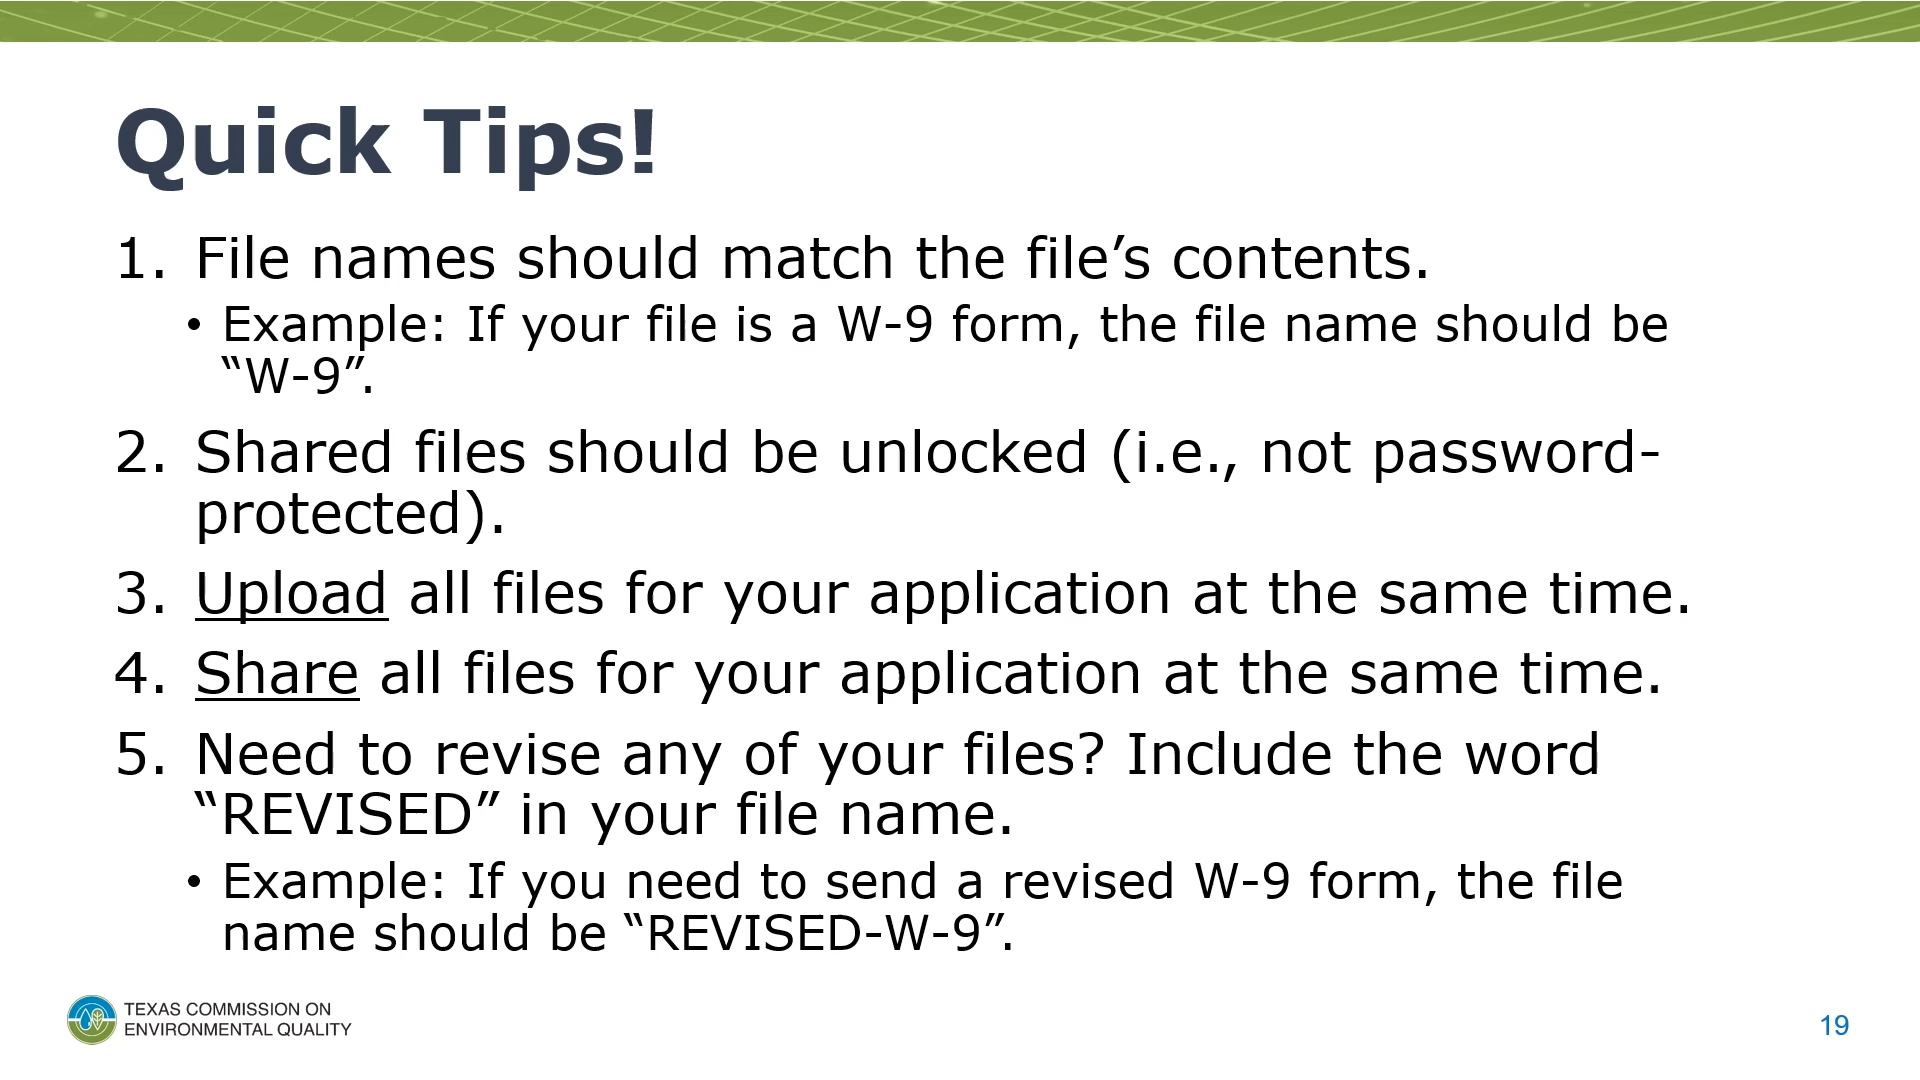 Quick Tips!
1. File names should match the file’s contents.
• Example: If your file is a W-9 form, the file name should be
“W-9”.
2. Shared files should be unlocked (i.e., not password-
protected).
3. Upload all files for your application at the same time.
4. Share all files for your application at the same time.
5. Need to revise any of your files? Include the word
“REVISED” in your file name.
• Example: If you need to send a revised W-9 form, the file
name should be “REVISED-W-9”.
TEXAS COMMISSION ON
ENVIRONMENTAL QUALITY
19